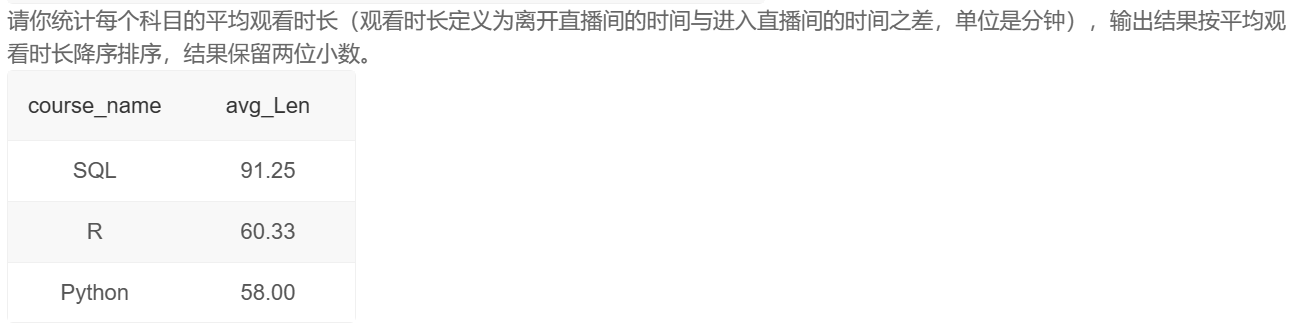 请你统计每个科目的平均观看时长（观看时长定义为离开直播间的时间与进入直播间的时间之差，单位是分钟），输出结果按平均观
看时长降序排序，结果保留两位小数。
course_name avg_Len
SQL 91.25
R 60.33
Python 58.00